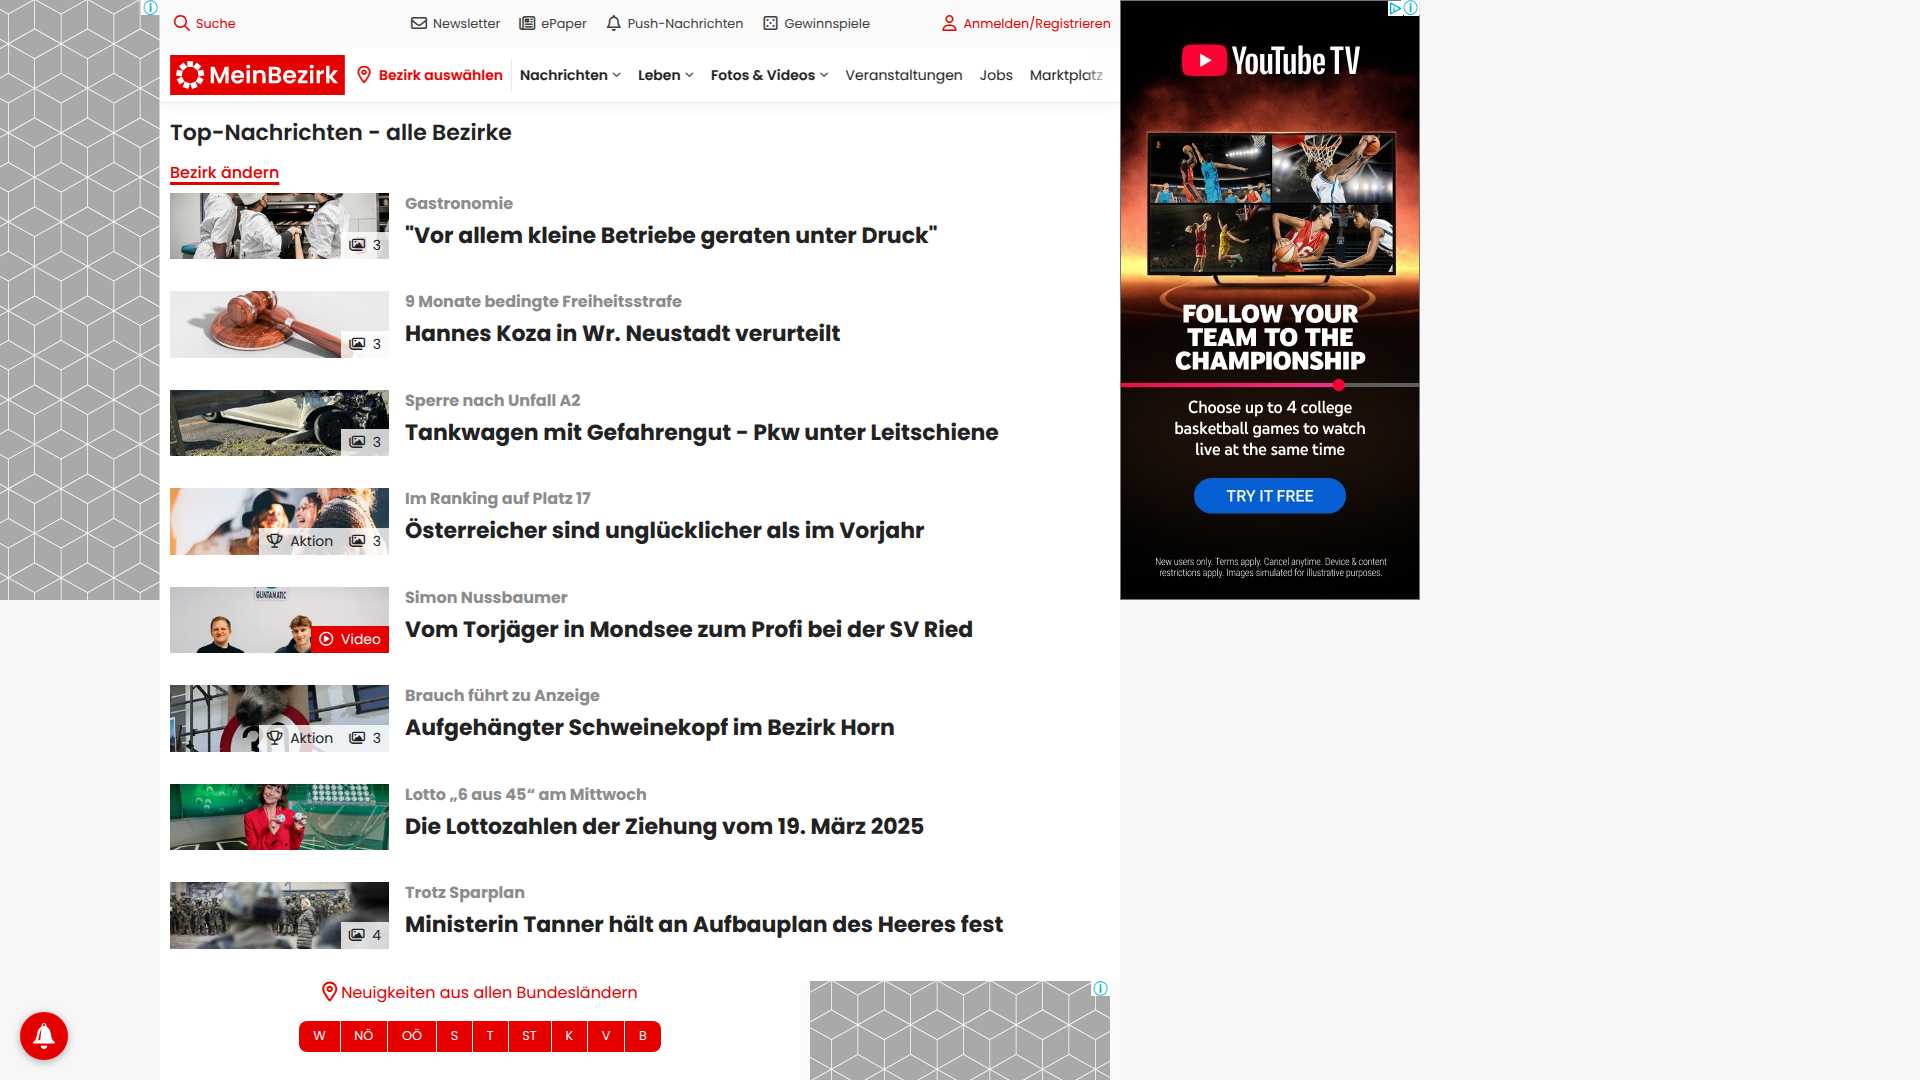 Suche
Newsletter
ePaper
Push-Nachrichten
Gewinnspiele
Anmelden/Registrieren
MeinBezirk
Bezirk auswählen
Nachrichten
Leben
Fotos & Videos
Veranstaltungen
Jobs
Marktplatz
Top-Nachrichten - alle Bezirke
Bezirk ändern
3
Gastronomie
"Vor allem kleine Betriebe geraten unter Druck"
3
9 Monate bedingte Freiheitsstrafe
Hannes Koza in Wr. Neustadt verurteilt
3
Sperre nach Unfall A2
Tankwagen mit Gefahrengut - Pkw unter Leitschiene
Aktion 3
Im Ranking auf Platz 17
Österreicher sind unglücklicher als im Vorjahr
GUNTAMATIC
Video
Simon Nussbaumer
Vom Torjäger in Mondsee zum Profi bei der SV Ried
30
Aktion 3
Brauch führt zu Anzeige
Aufgehängter Schweinekopf im Bezirk Horn
Lotto „6 aus 45“ am Mittwoch
Die Lottozahlen der Ziehung vom 19. März 2025
4
Trotz Sparplan
Ministerin Tanner hält an Aufbauplan des Heeres fest
Neuigkeiten aus allen Bundesländern
W NÖ OÖ S T ST K V B
YouTube TV
FOLLOW YOUR
TEAM TO THE
CHAMPIONSHIP
Choose up to 4 college
basketball games to watch
live at the same time
TRY IT FREE
New users only. Terms apply. Cancel anytime. Device & content
restrictions apply. Images simulated for illustrative purposes.